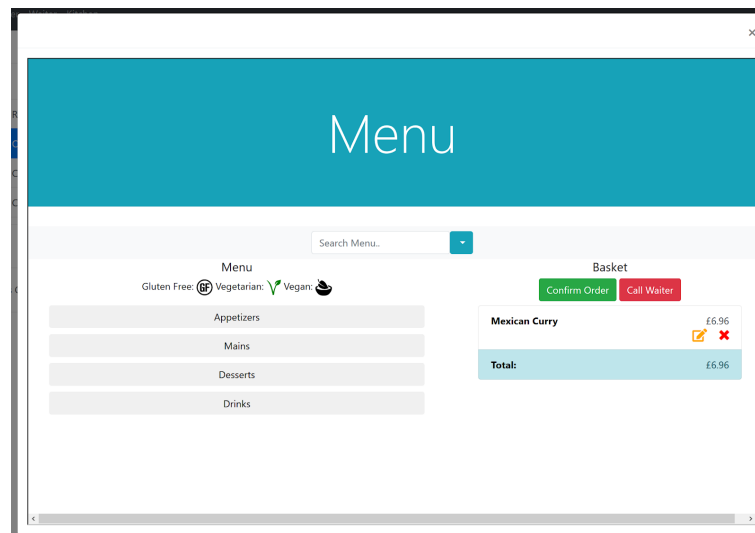 ×
Menu
Search Menu..
Menu
Gluten Free: GF Vegetarian: Vegan:
Appetizers
Mains
Desserts
Drinks
Basket
Confirm Order Call Waiter
Mexican Curry £6.96
Total: £6.96